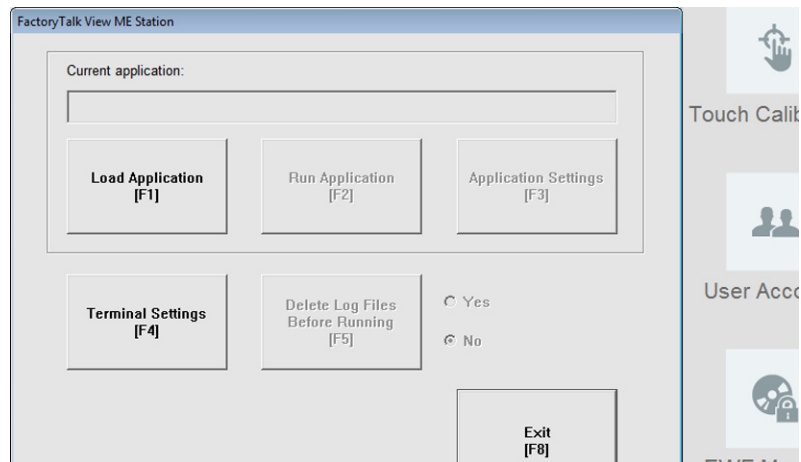 FactoryTalk View ME Station
Current application:
Load Application
[F1]
Run Application
[F2]
Application Settings
[F3]
Terminal Settings
[F4]
Delete Log Files
Before Running
[F5]
Yes
No
Exit
[F8]
Touch Calib
User Acco